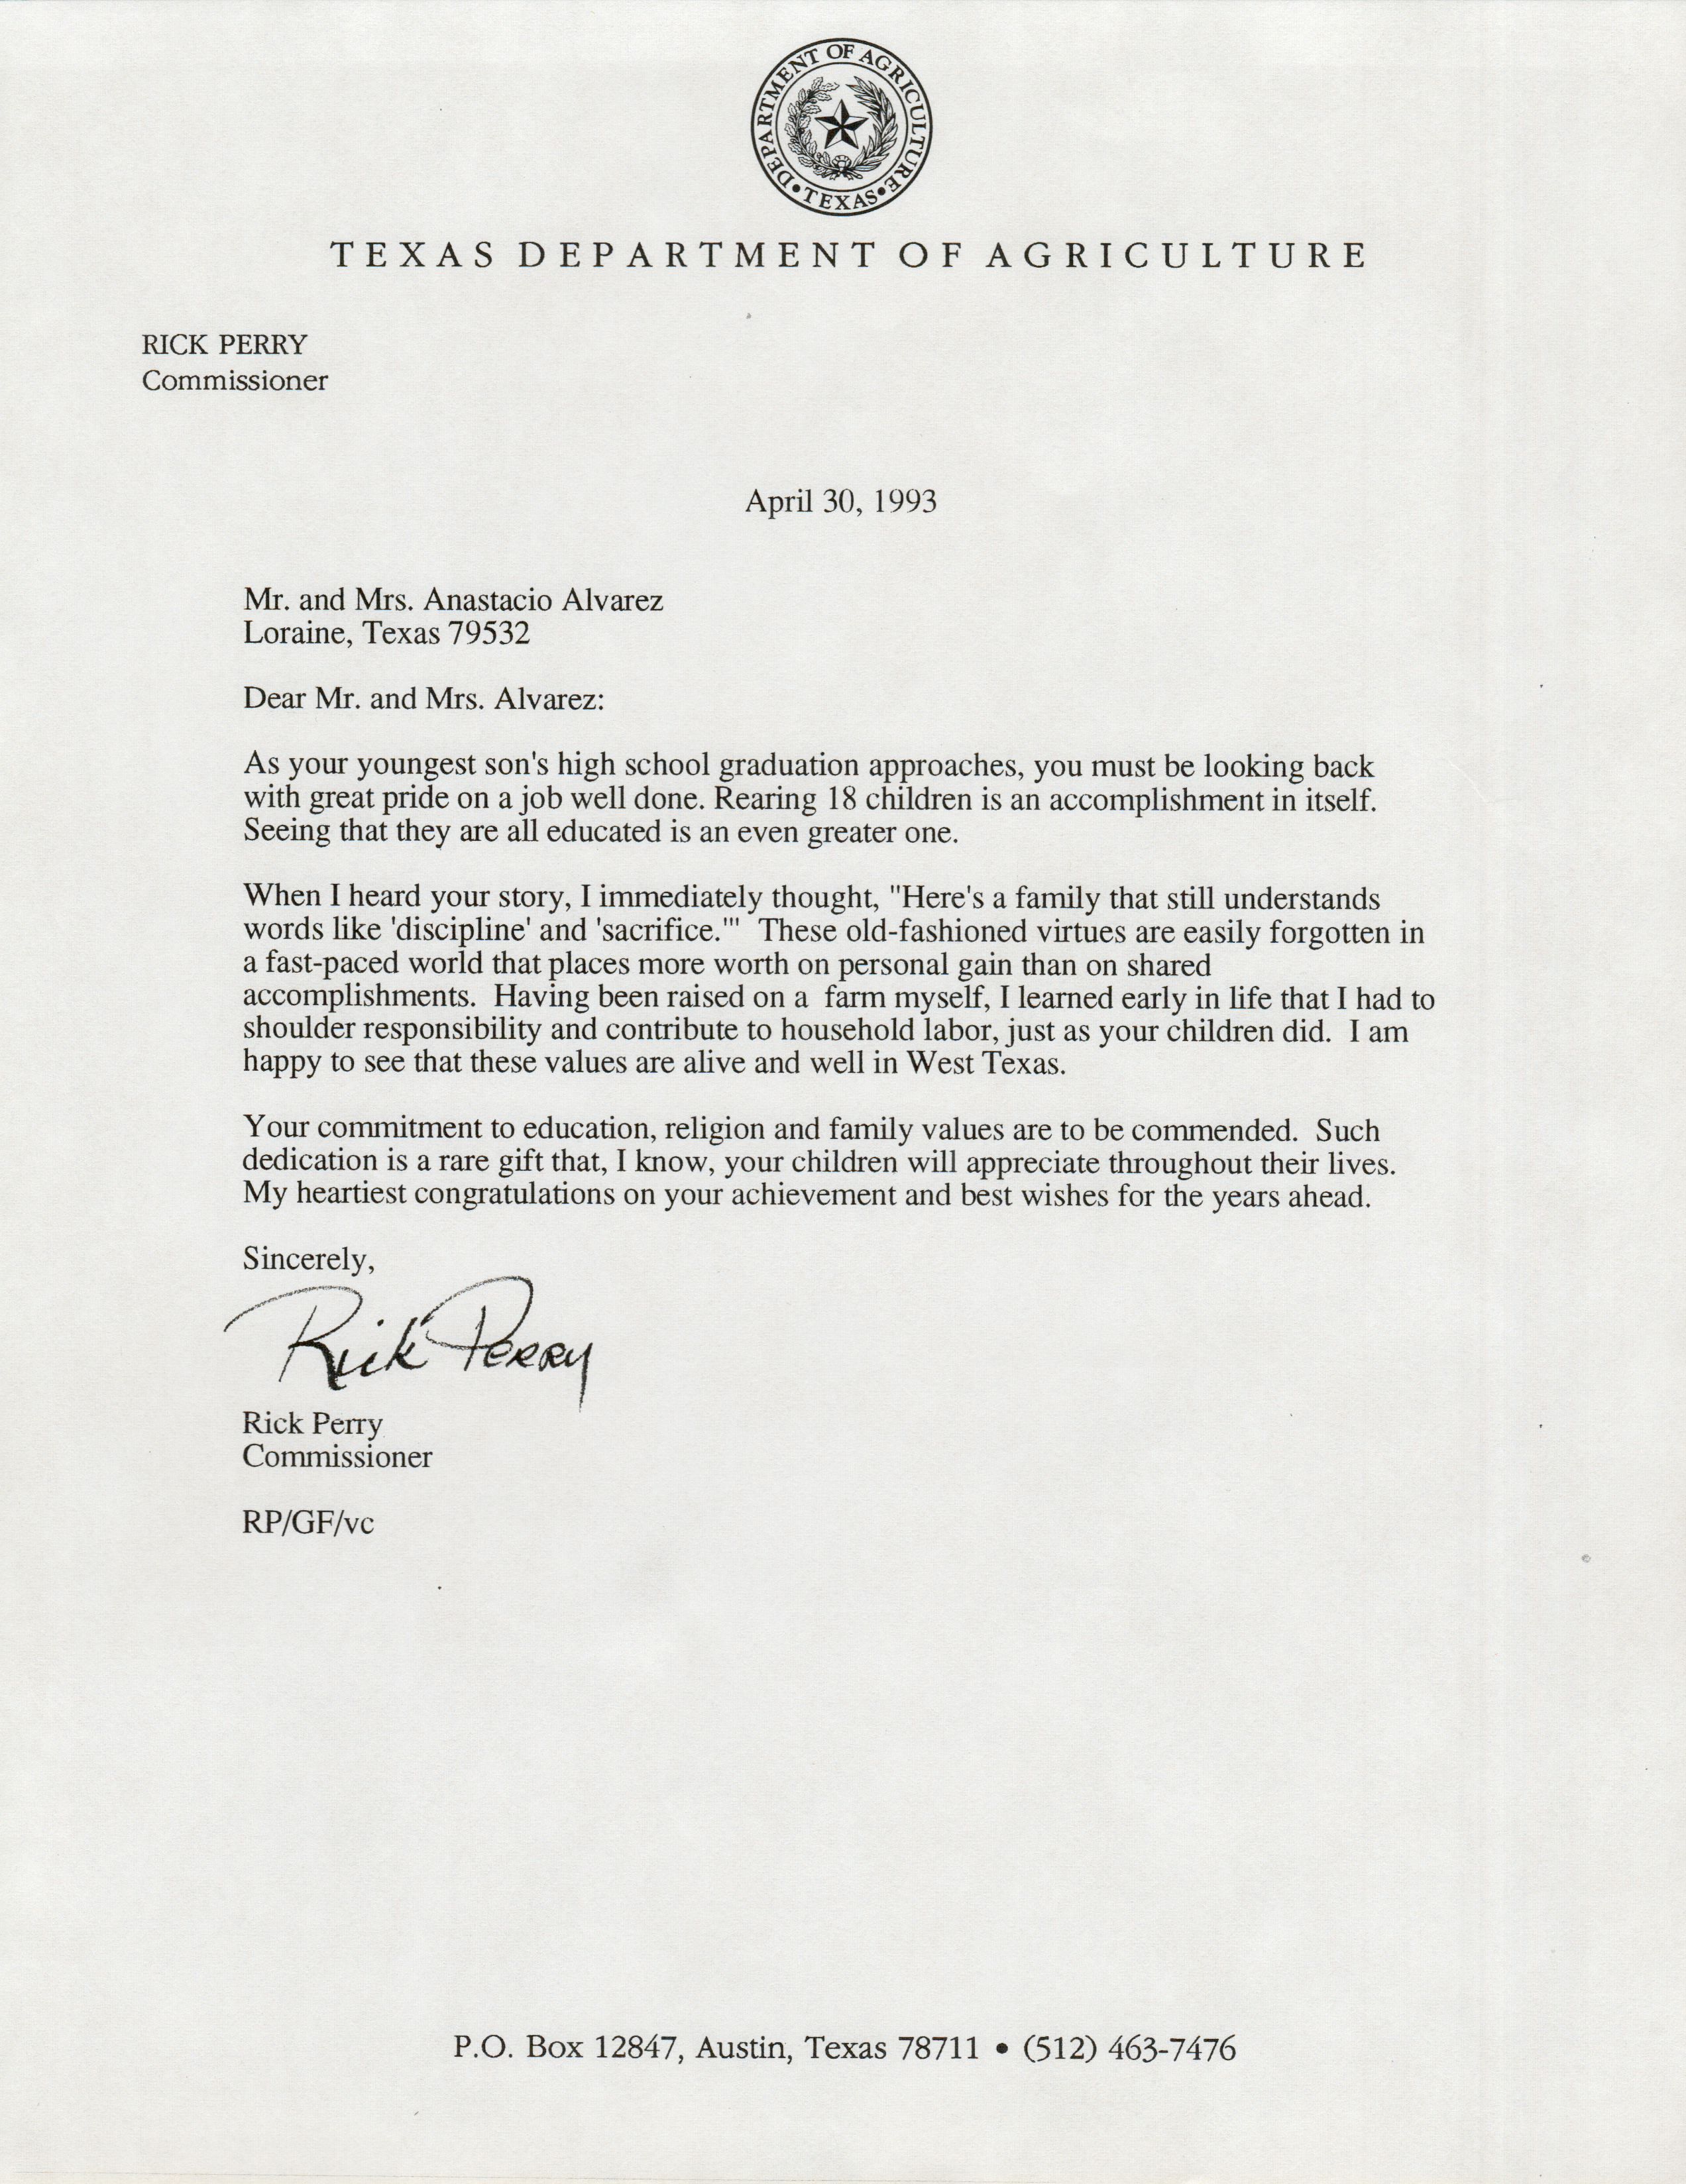 DEPARTMENT OF AGRICULTURE
• TEXAS •
TEXAS DEPARTMENT OF AGRICULTURE
RICK PERRY
Commissioner
April 30, 1993
Mr. and Mrs. Anastacio Alvarez
Loraine, Texas 79532
Dear Mr. and Mrs. Alvarez:
As your youngest son's high school graduation approaches, you must be looking back
with great pride on a job well done. Rearing 18 children is an accomplishment in itself.
Seeing that they are all educated is an even greater one.
When I heard your story, I immediately thought, "Here's a family that still understands
words like 'discipline' and 'sacrifice.'"  These old-fashioned virtues are easily forgotten in
a fast-paced world that places more worth on personal gain than on shared
accomplishments.  Having been raised on a  farm myself, I learned early in life that I had to
shoulder responsibility and contribute to household labor, just as your children did.  I am
happy to see that these values are alive and well in West Texas.
Your commitment to education, religion and family values are to be commended.  Such
dedication is a rare gift that, I know, your children will appreciate throughout their lives.
My heartiest congratulations on your achievement and best wishes for the years ahead.
Sincerely,
Rick Perry
Rick Perry
Commissioner
RP/GF/vc
P.O. Box 12847, Austin, Texas 78711 • (512) 463-7476